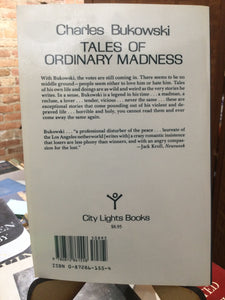 Charles Bukowski
TALES OF
ORDINARY MADNESS
With Bukowski, the votes are still coming in. There seems to be no
middle ground—people seem either to love him or hate him. Tales
of his own life and doings are as wild and weird as the very stories he
writes. In a sense, Bukowski is a legend in his time . . . a madman, a
recluse, a lover . . . tender, vicious . . . never the same . . . these are
exceptional stories that come pounding out of his violent and depraved
life . . . horrible and holy, you cannot read them and ever
come away the same again.
Bukowski . . . "a professional disturber of the peace . . . laureate of
the Los Angeles netherworld [writes with] a crazy romantic insistence
that losers are less phony than winners, and with an angry compassion
for the lost."
—Jack Kroll, Newsweek
City Lights Books
$8.95
ISBN 0-87286-155-4